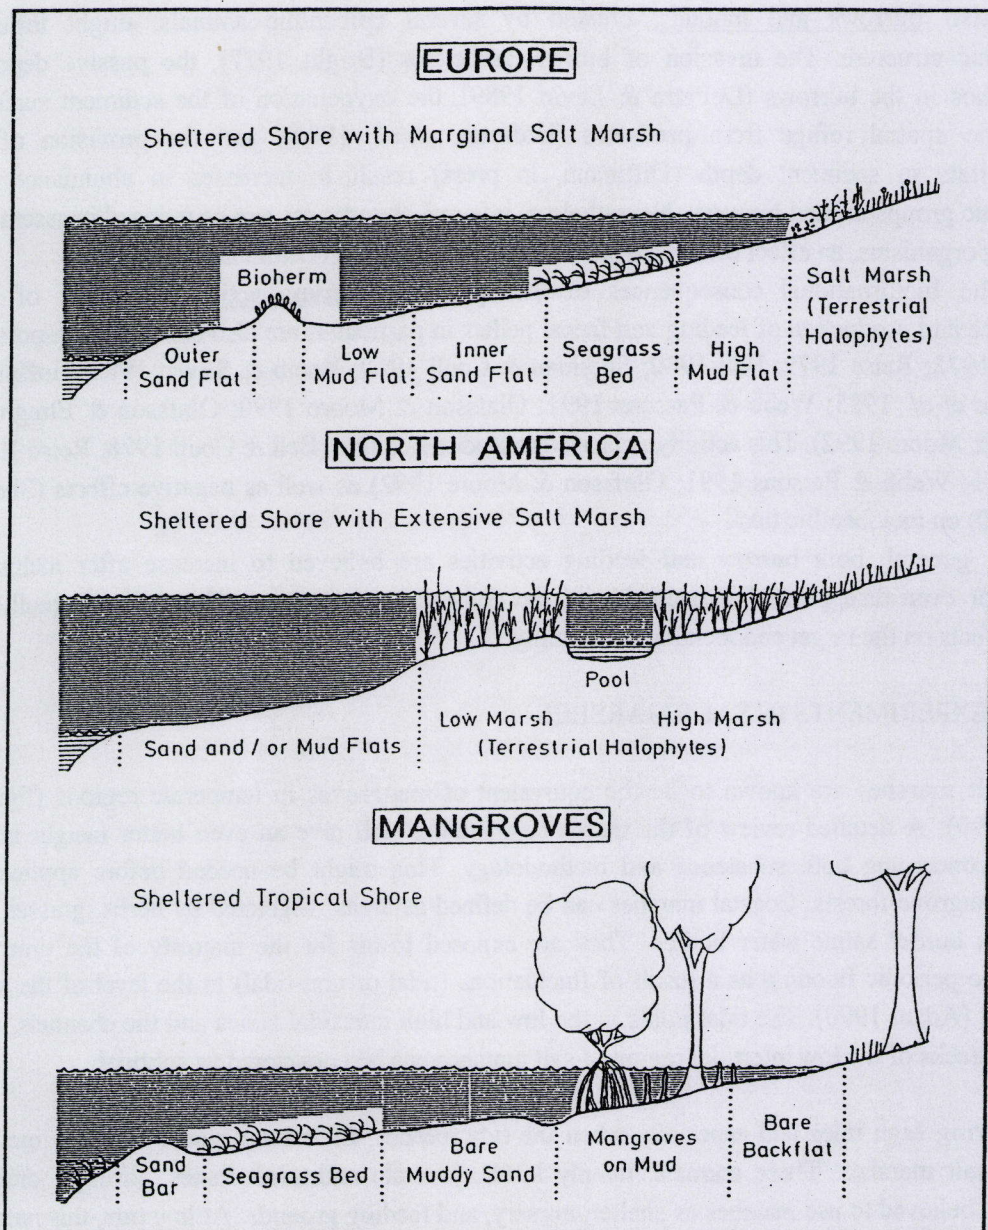 EUROPE
Sheltered Shore with Marginal Salt Marsh
Bioherm
Outer
Sand Flat
Low
Mud Flat
Inner
Sand Flat
Seagrass
Bed
High
Mud Flat
Salt Marsh
(Terrestrial
Halophytes)
NORTH AMERICA
Sheltered Shore with Extensive Salt Marsh
Pool
Sand and / or Mud Flats
Low Marsh
High Marsh
(Terrestrial Halophytes)
MANGROVES
Sheltered Tropical Shore
Sand
Bar
Seagrass Bed
Bare
Muddy Sand
Mangroves
on Mud
Bare
Backflat